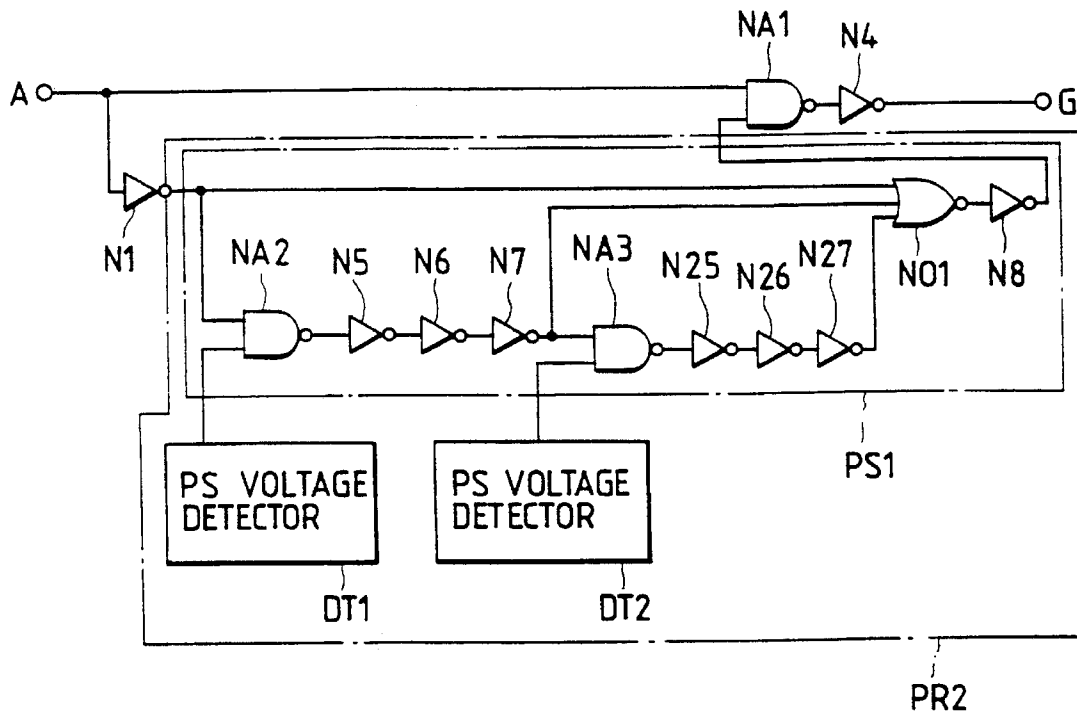 NA1 N4
A G
N1
NA2 N5 N6 N7 NA3 N25 N26 N27 NO1 N8
PS1
PS VOLTAGE
DETECTOR
PS VOLTAGE
DETECTOR
DT1 DT2
PR2